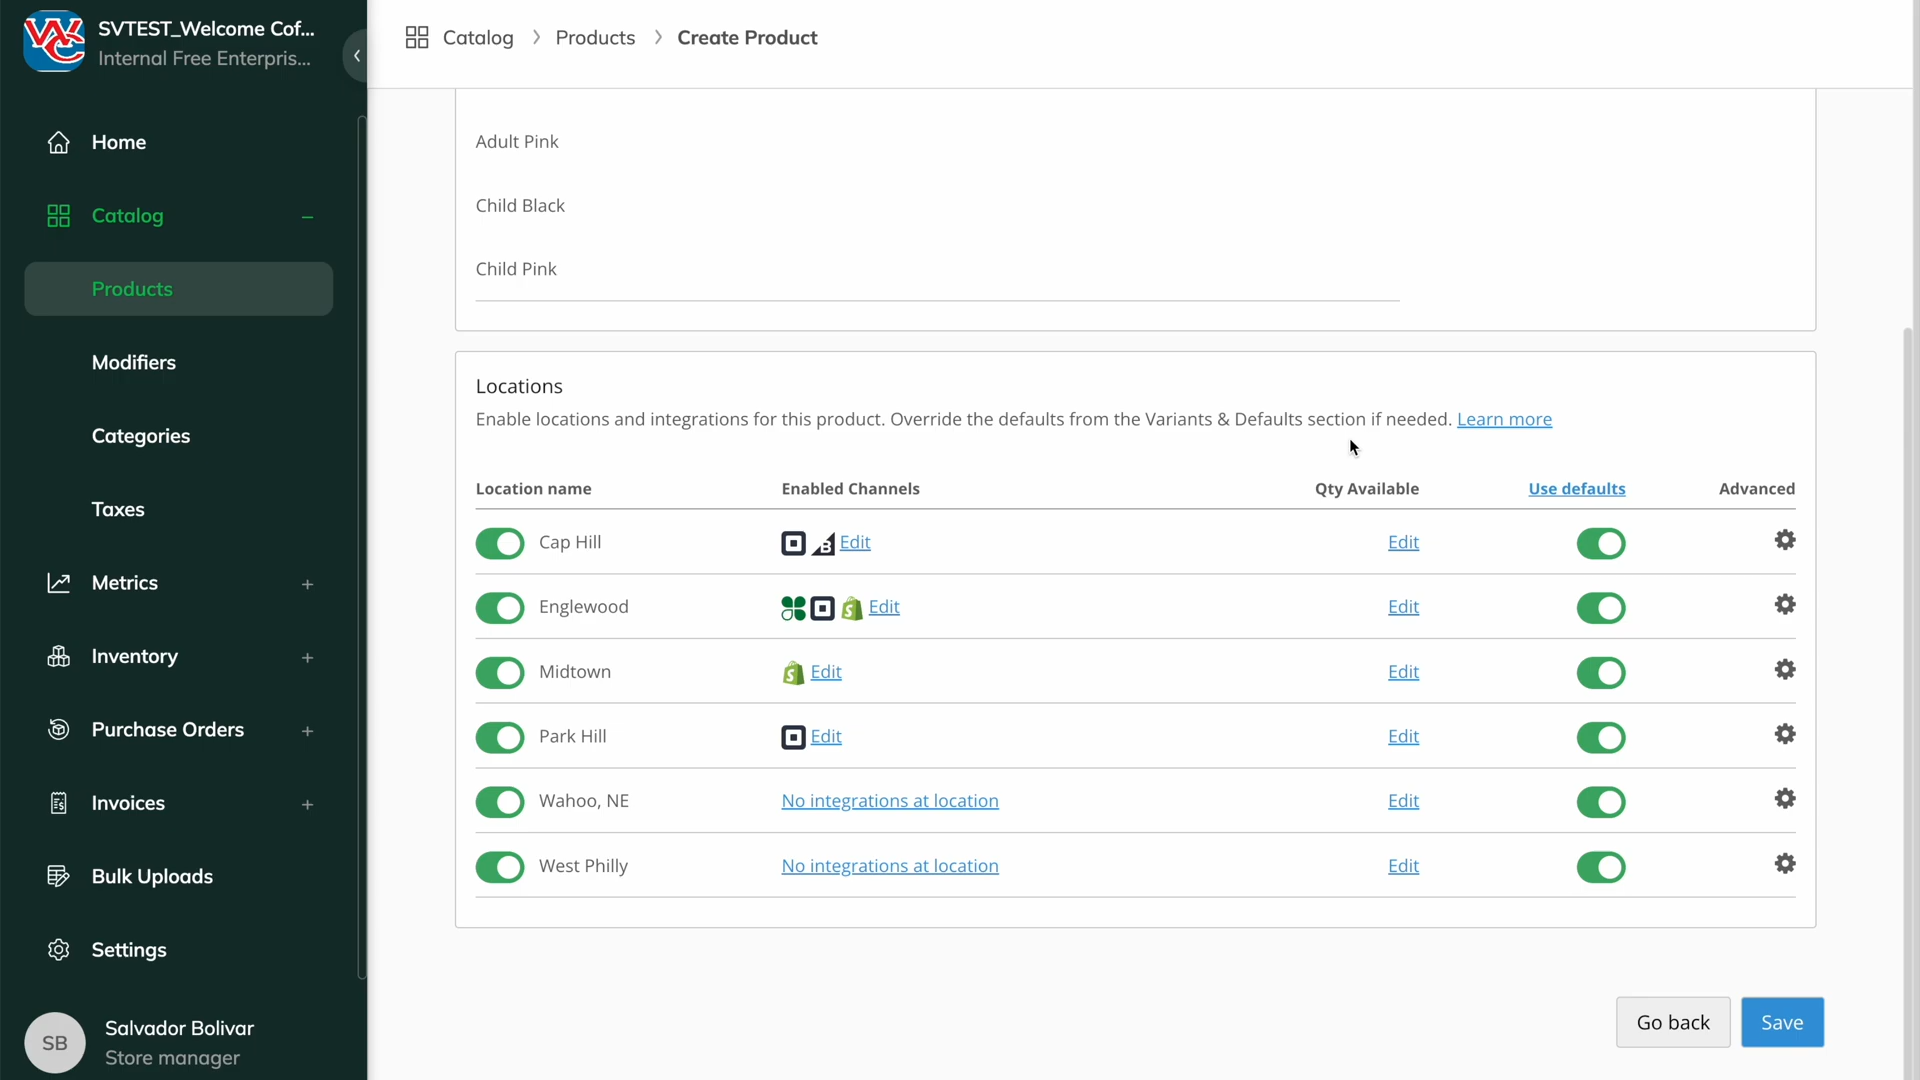 SVTEST_Welcome Cof...
Internal Free Enterpris...
Home
Catalog
Products
Modifiers
Categories
Taxes
Metrics
Inventory
Purchase Orders
Invoices
Bulk Uploads
Settings
SB
Salvador Bolivar
Store manager
Catalog > Products > Create Product
Adult Pink
Child Black
Child Pink
Locations
Enable locations and integrations for this product. Override the defaults from the Variants & Defaults section if needed. Learn more
Location name Enabled Channels Qty Available Use defaults Advanced
Cap Hill Edit Edit
Englewood Edit Edit
Midtown Edit Edit
Park Hill Edit Edit
Wahoo, NE No integrations at location Edit
West Philly No integrations at location Edit
Go back Save